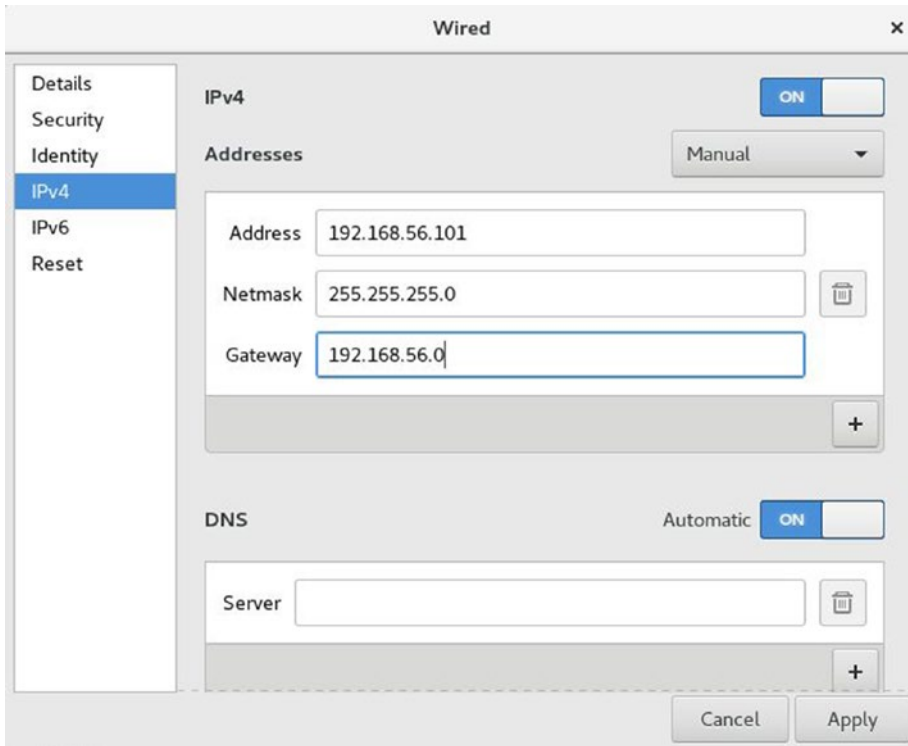 Wired ×
Details
Security
Identity
IPv4
IPv6
Reset
IPv4 ON
Addresses Manual
Address 192.168.56.101
Netmask 255.255.255.0
Gateway 192.168.56.0
+
DNS Automatic ON
Server
+
Cancel Apply